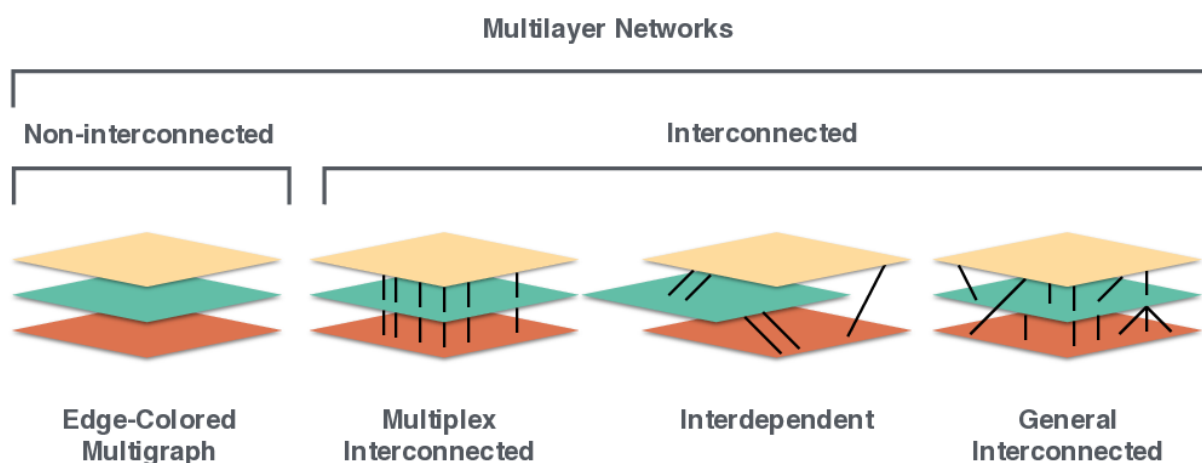 Multilayer Networks
Non-interconnected
Interconnected
Edge-Colored
Multigraph
Multiplex
Interconnected
Interdependent
General
Interconnected